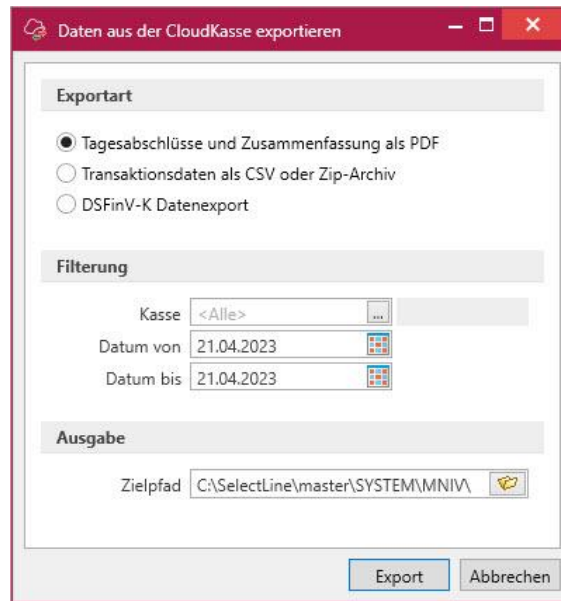 Daten aus der CloudKasse exportieren
Exportart
Tagesabschlüsse und Zusammenfassung als PDF
Transaktionsdaten als CSV oder Zip-Archiv
DSFinV-K Datenexport
Filterung
Kasse <Alle> ...
Datum von 21.04.2023
Datum bis 21.04.2023
Ausgabe
Zielpfad C:\SelectLine\master\SYSTEM\MNIV\
Export Abbrechen